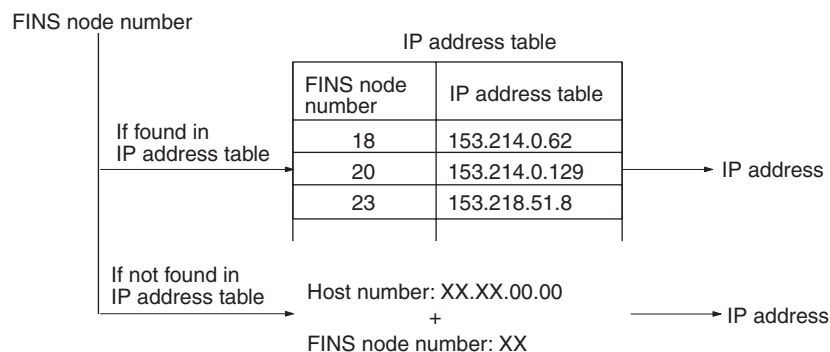 FINS node number
IP address table
FINS node number
IP address table
18 153.214.0.62
20 153.214.0.129
23 153.218.51.8
If found in
IP address table
IP address
If not found in
IP address table
Host number: XX.XX.00.00
+
FINS node number: XX
IP address